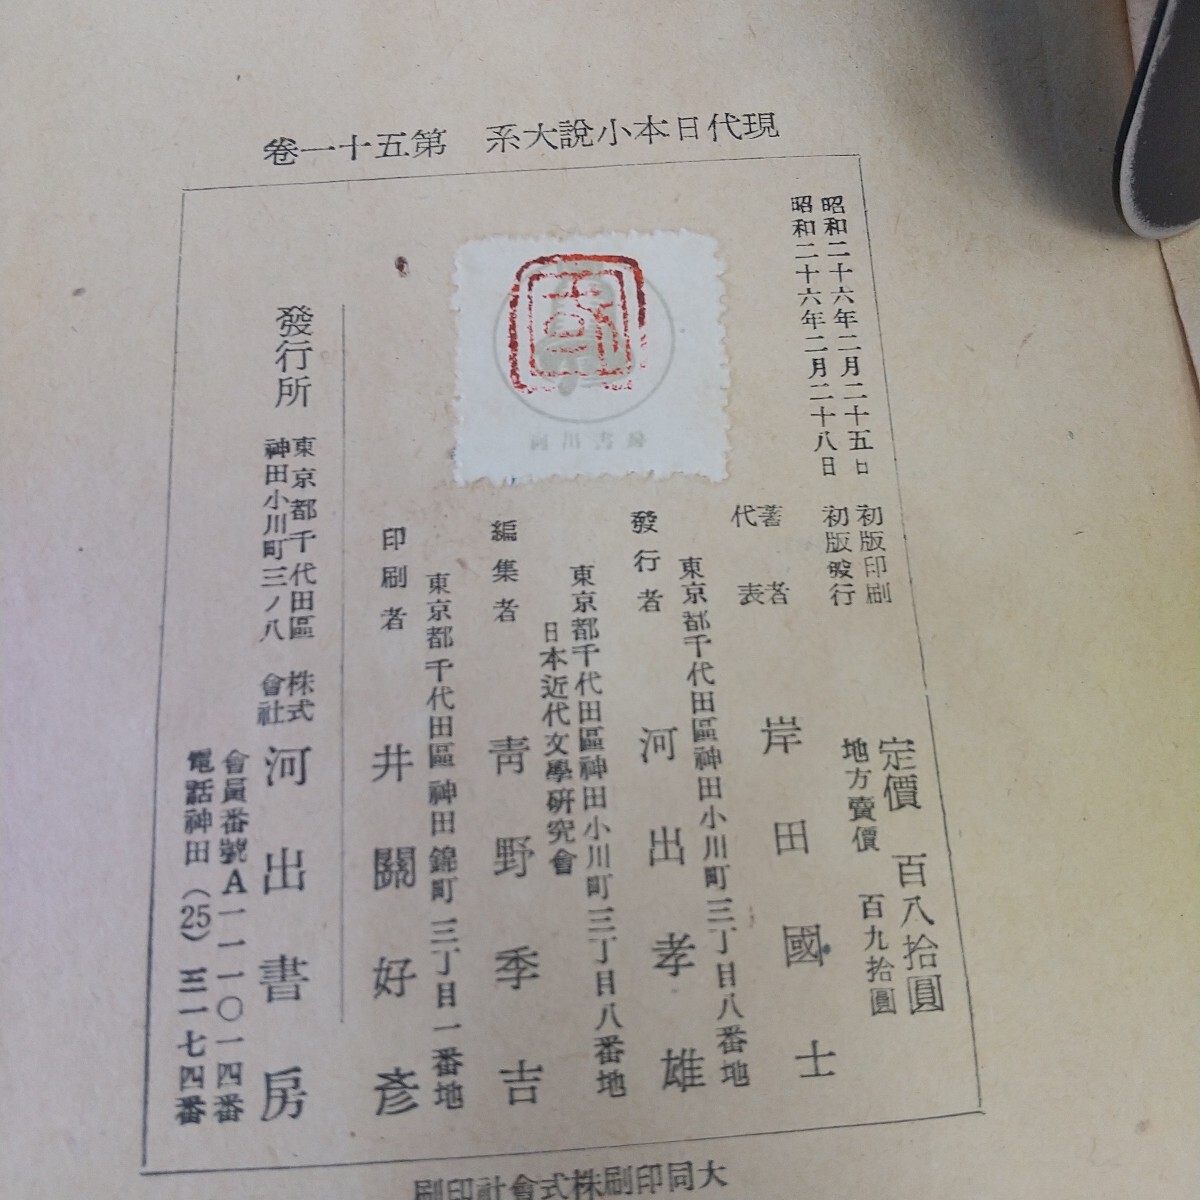 現代日本小說大系　第五十一卷
昭和二十六年二月二十五日　初版印刷
昭和二十六年二月二十八日　初版發行
定價　百八拾圓
地方賣價　百九拾圓
著者
代表
岸田國士
東京都千代田區神田小川町三丁目八番地
發行者　河出孝雄
東京都千代田區神田小川町三丁目八番地
日本近代文學硏究會
編集者　靑野季吉
東京都千代田區神田錦町三丁目一番地
印刷者　井關好彥
發行所
東京都千代田區
神田小川町三ノ八
株式
會社
河出書房
會員番號A一一一〇一四番
電話神田(25)三一七四番
河出書房
大同印刷株式會社印刷